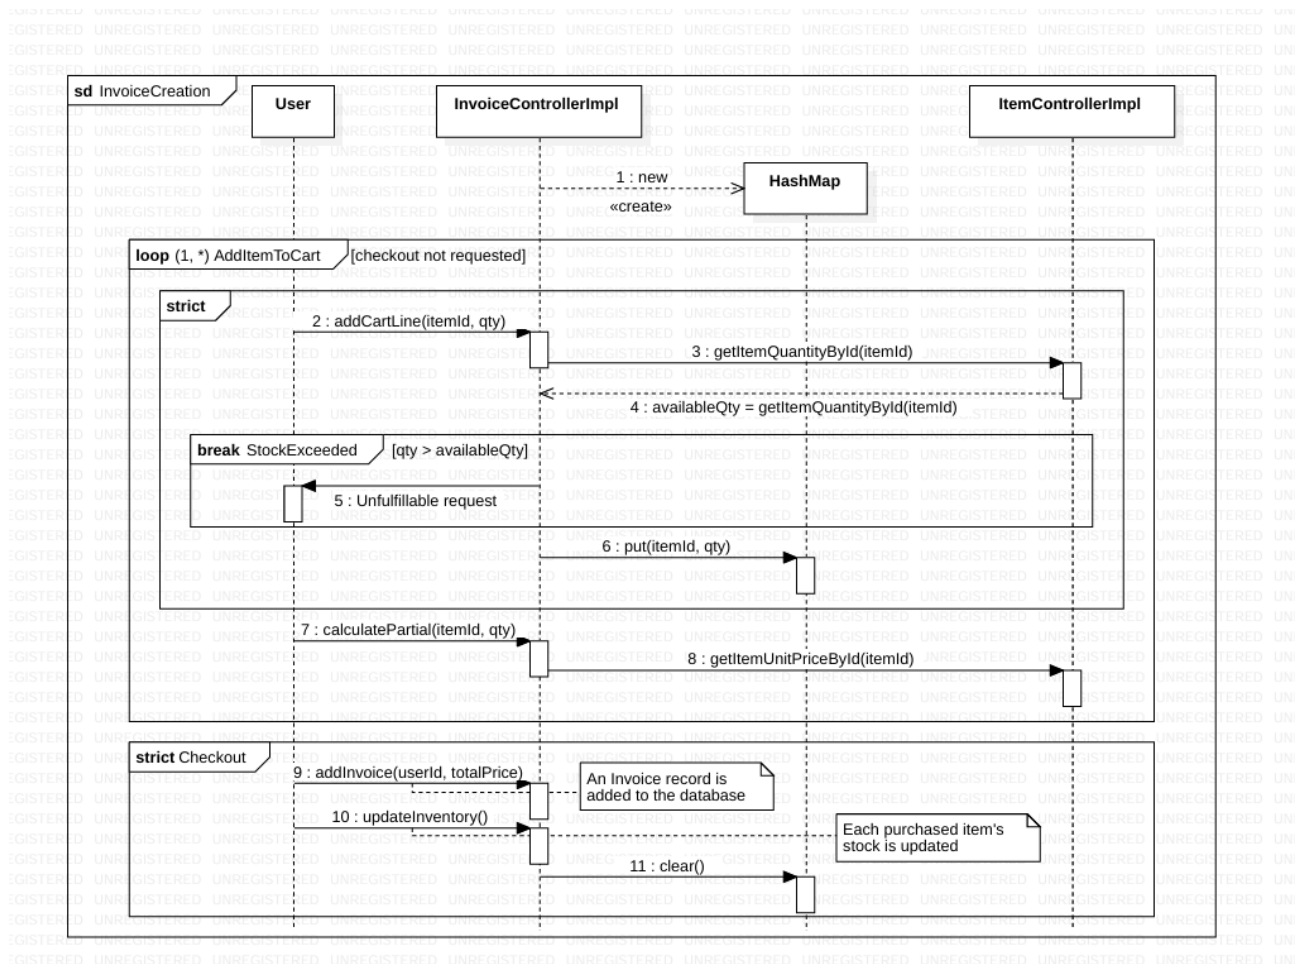 sd InvoiceCreation
User
InvoiceControllerImpl
ItemControllerImpl
1 : new
«create»
HashMap
loop (1, *) AddItemToCart
[checkout not requested]
strict
2 : addCartLine(itemId, qty)
3 : getItemQuantityById(itemId)
4 : availableQty = getItemQuantityById(itemId)
break StockExceeded
[qty > availableQty]
5 : Unfulfillable request
6 : put(itemId, qty)
7 : calculatePartial(itemId, qty)
8 : getItemUnitPriceById(itemId)
strict Checkout
9 : addInvoice(userId, totalPrice)
An Invoice record is
added to the database
10 : updateInventory()
Each purchased item's
stock is updated
11 : clear()
UNREGISTERED